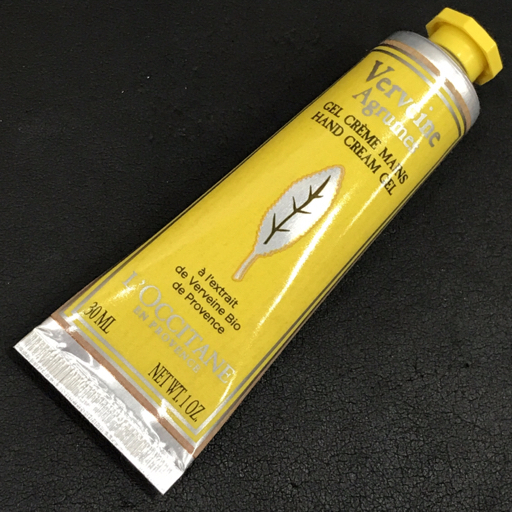 Verveine
Agrumes
GEL CRÈME MAINS
HAND CREAM GEL
à l'extrait
de Verveine Bio
de Provence
L'OCCITANE
EN PROVENCE
30 ML
NET WT. 1 OZ.